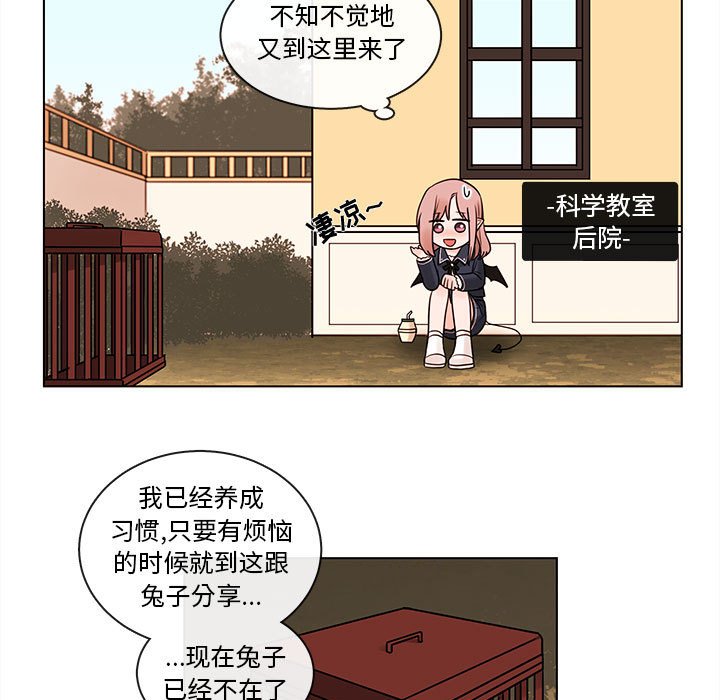 不知不觉地
又到这里来了
凄凉~
-科学教室
后院-
我已经养成
习惯,只要有烦恼
的时候就到这跟
兔子分享...
...现在兔子
已经不在了